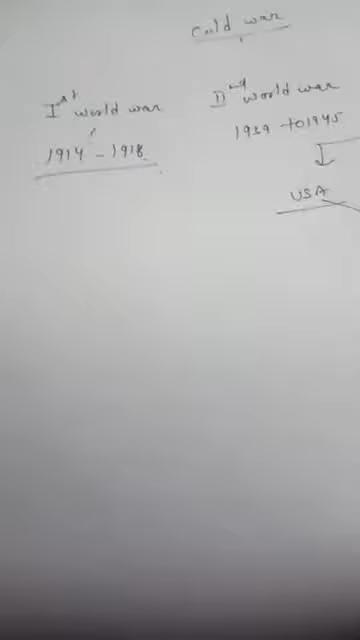 Cold war
Ist world war
1914 - 1918
IInd world war
1939 to 1945
USA